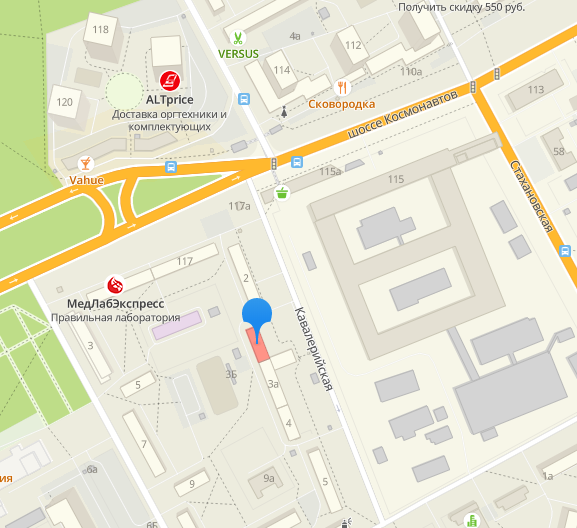 Получить скидку 550 руб.
118
4а
VERSUS
112
114
110а
ALTprice
Доставка оргтехники и
комплектующих
120
Сковородка
113
шоссе Космонавтов
58
Vahue
115а
115
Стахановская
117а
117
2
МедЛабЭкспресс
Правильная лаборатория
Кавалерийская
3
3Б
3а
5
4
7
6а
9
9а
5
1а
ия
6Б